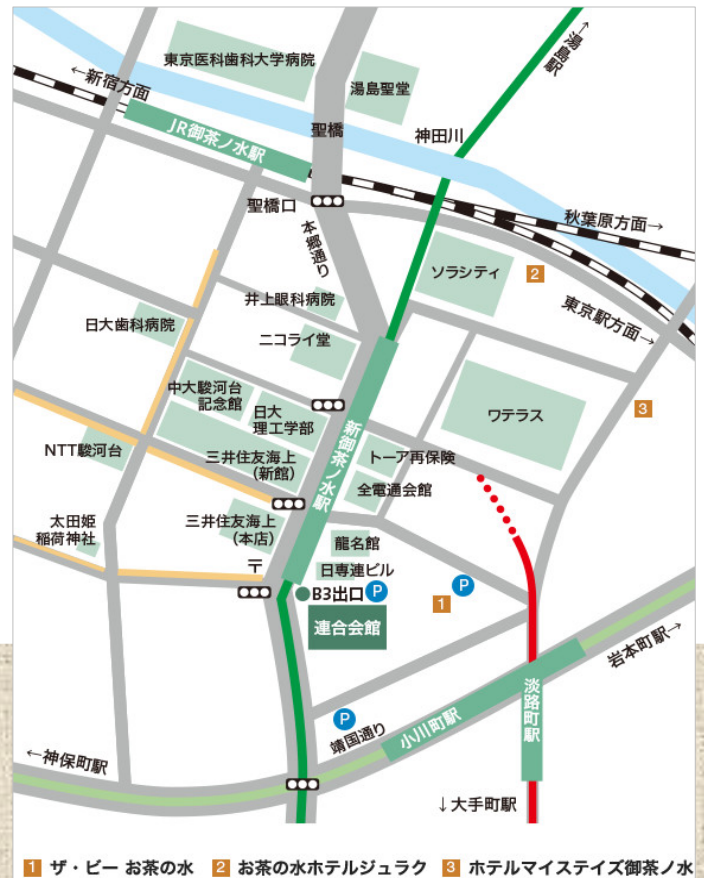 東京医科歯科大学病院
湯島聖堂
→湯島駅
←新宿方面
JR御茶ノ水駅
聖橋
神田川
聖橋口
本郷通り
秋葉原方面→
ソラシティ
2
東京駅方面→
井上眼科病院
日大歯科病院
ニコライ堂
中大駿河台
記念館
日大
理工学部
ワテラス
3
新御茶ノ水駅
NTT駿河台
三井住友海上
(新館)
トーア再保険
全電通会館
太田姫
稲荷神社
三井住友海上
(本店)
龍名館
〒
日専連ビル
B3出口
P
P
1
連合会館
岩本町駅→
淡路町駅
小川町駅
P
靖国通り
←神保町駅
↓大手町駅
1 ザ・ビー お茶の水 2 お茶の水ホテルジュラク 3 ホテルマイステイズ御茶ノ水